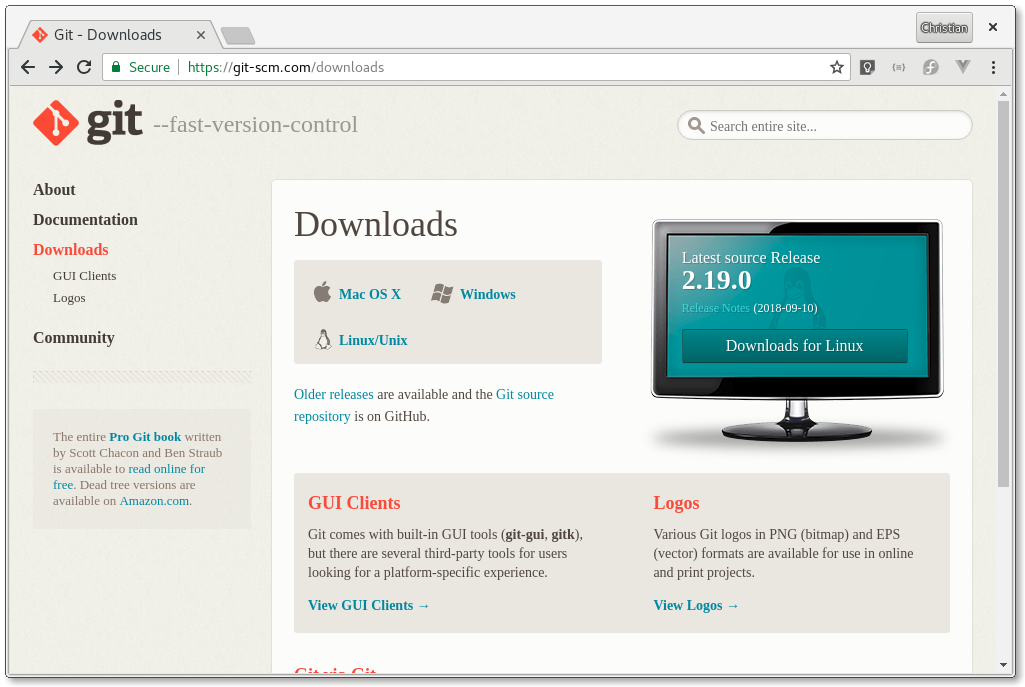 Git - Downloads
Christian
Secure
https://git-scm.com/downloads
git --fast-version-control
Search entire site...
About
Documentation
Downloads
GUI Clients
Logos
Community
The entire Pro Git book written
by Scott Chacon and Ben Straub
is available to read online for
free. Dead tree versions are
available on Amazon.com.
Downloads
Mac OS X
Windows
Linux/Unix
Older releases are available and the Git source
repository is on GitHub.
Latest source Release
2.19.0
Release Notes (2018-09-10)
Downloads for Linux
GUI Clients
Git comes with built-in GUI tools (git-gui, gitk),
but there are several third-party tools for users
looking for a platform-specific experience.
View GUI Clients →
Logos
Various Git logos in PNG (bitmap) and EPS
(vector) formats are available for use in online
and print projects.
View Logos →
Git via Git